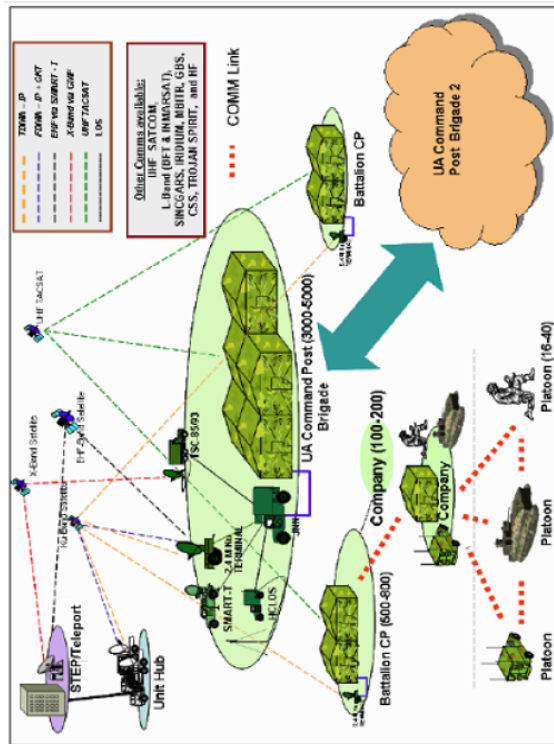 TDMA – IP
FDMA – IP + CKT
EHF via SMART - T
X-Band via GMF
UHF TACSAT
LOS
Other Comms available:
UHF SATCOM,
L Band (BFT & INMARSAT),
SINCGARS, IRIDIUM, MBITR, GBS,
CSS, TROJAN SPIRIT, and HF
COMM Link
UHF TACSAT
X-Band Satellite
EHF-Band Satellite
KU-Band Satellite
STEP/Teleport
Unit Hub
TSC-85/93
2.4 M Ku
TERMINAL
SMART-T
HCLOS
JNN
UA Command Post (3000-5000)
Brigade
Battalion CP
UA Command
Post Brigade 2
Battalion CP (500-800)
Company (100-200)
Company
Platoon
Platoon
Platoon (16-40)